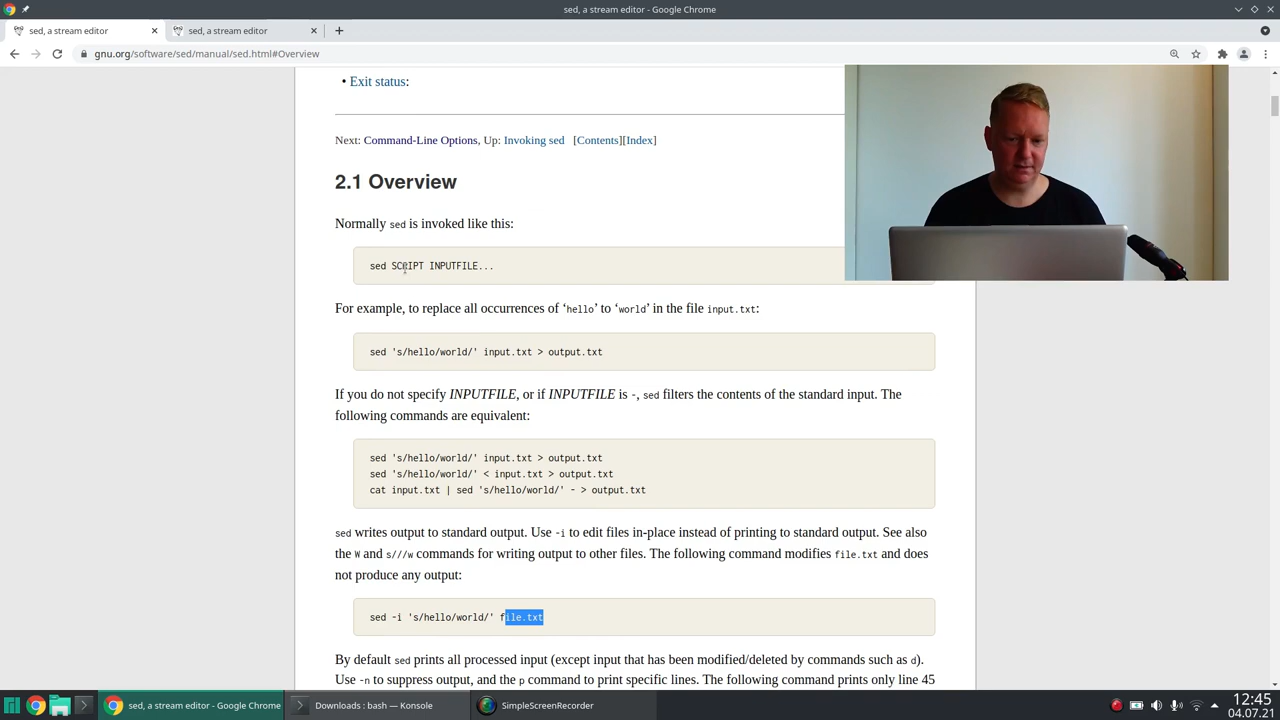 sed, a stream editor - Google Chrome
sed, a stream editor
sed, a stream editor
gnu.org/software/sed/manual/sed.html#Overview
• Exit status:
Next: Command-Line Options, Up: Invoking sed [Contents][Index]
2.1 Overview
Normally sed is invoked like this:
sed SCRIPT INPUTFILE...
For example, to replace all occurrences of ‘hello’ to ‘world’ in the file input.txt:
sed 's/hello/world/' input.txt > output.txt
If you do not specify INPUTFILE, or if INPUTFILE is -, sed filters the contents of the standard input. The
following commands are equivalent:
sed 's/hello/world/' input.txt > output.txt
sed 's/hello/world/' < input.txt > output.txt
cat input.txt | sed 's/hello/world/' - > output.txt
sed writes output to standard output. Use -i to edit files in-place instead of printing to standard output. See also
the W and s///w commands for writing output to other files. The following command modifies file.txt and does
not produce any output:
sed -i 's/hello/world/' file.txt
By default sed prints all processed input (except input that has been modified/deleted by commands such as d).
Use -n to suppress output, and the p command to print specific lines. The following command prints only line 45
sed, a stream editor - Google Chrome
Downloads : bash — Konsole
SimpleScreenRecorder
12:45
04.07.21